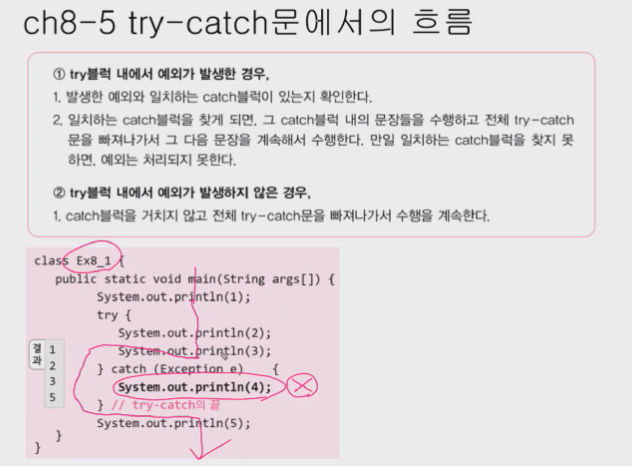 ch8-5 try-catch문에서의 흐름
① try블럭 내에서 예외가 발생한 경우,
1. 발생한 예외와 일치하는 catch블럭이 있는지 확인한다.
2. 일치하는 catch블럭을 찾게 되면, 그 catch블럭 내의 문장들을 수행하고 전체 try-catch
문을 빠져나가서 그 다음 문장을 계속해서 수행한다. 만일 일치하는 catch블럭을 찾지 못
하면, 예외는 처리되지 못한다.
② try블럭 내에서 예외가 발생하지 않은 경우,
1. catch블럭을 거치지 않고 전체 try-catch문을 빠져나가서 수행을 계속한다.
class Ex8_1 {
public static void main(String args[]) {
System.out.println(1);
try {
System.out.println(2);
System.out.println(3);
} catch (Exception e) {
System.out.println(4);
} // try-catch의 끝
System.out.println(5);
}
}
결과
1
2
3
5